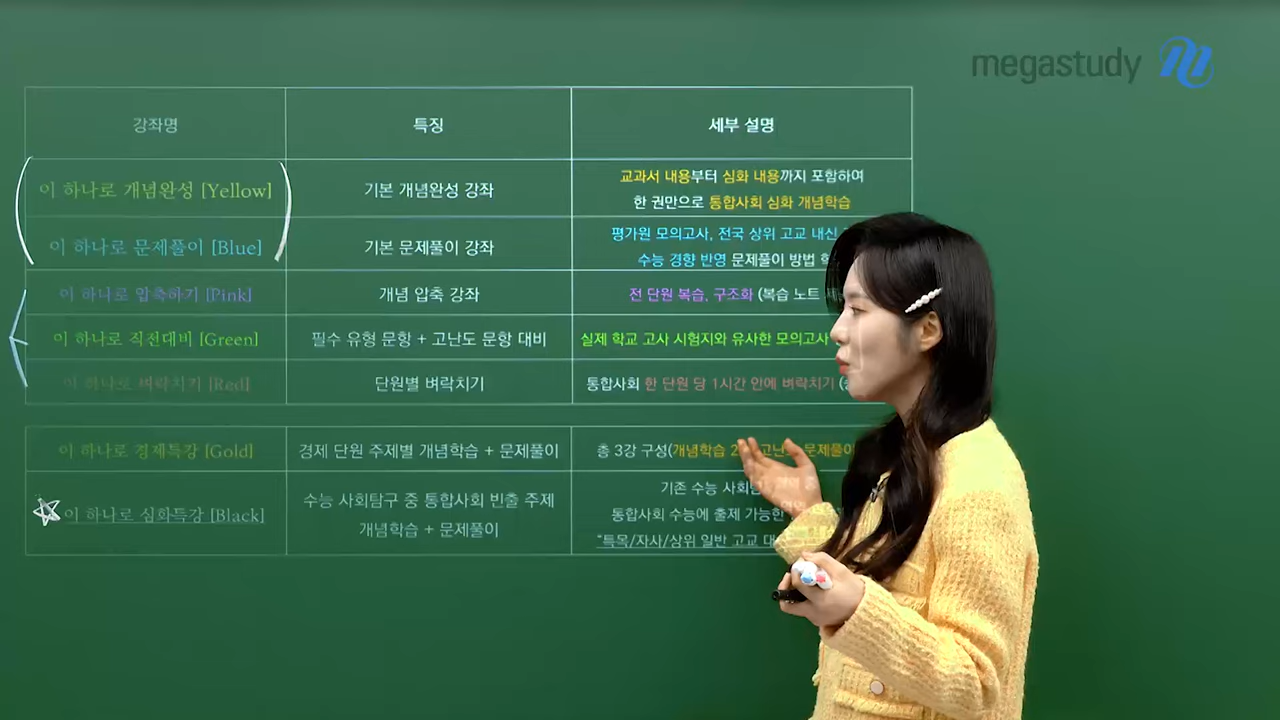 megastudy
강좌명
특징
세부 설명
이 하나로 개념완성 [Yellow]
기본 개념완성 강좌
교과서 내용부터 심화 내용까지 포함하여
한 권만으로 통합사회 심화 개념학습
이 하나로 문제풀이 [Blue]
기본 문제풀이 강좌
평가원 모의고사, 전국 상위 고교 내신
수능 경향 반영 문제풀이 방법
이 하나로 압축하기 [Pink]
개념 압축 강좌
전 단원 복습, 구조화 (복습 노트
이 하나로 직전대비 [Green]
필수 유형 문항 + 고난도 문항 대비
실제 학교 고사 시험지와 유사한 모의고사
이 하나로 벼락치기 [Red]
단원별 벼락치기
통합사회 한 단원 당 1시간 안에 벼락치기
이 하나로 경제특강 [Gold]
경제 단원 주제별 개념학습 + 문제풀이
총 3강 구성(개념학습 문제풀이
이 하나로 심화특강 [Black]
수능 사회탐구 중 통합사회 빈출 주제
개념학습 + 문제풀이
기존 수능
통합사회 수능에 출제 가능한
"특목/자사/상위 일반 고교